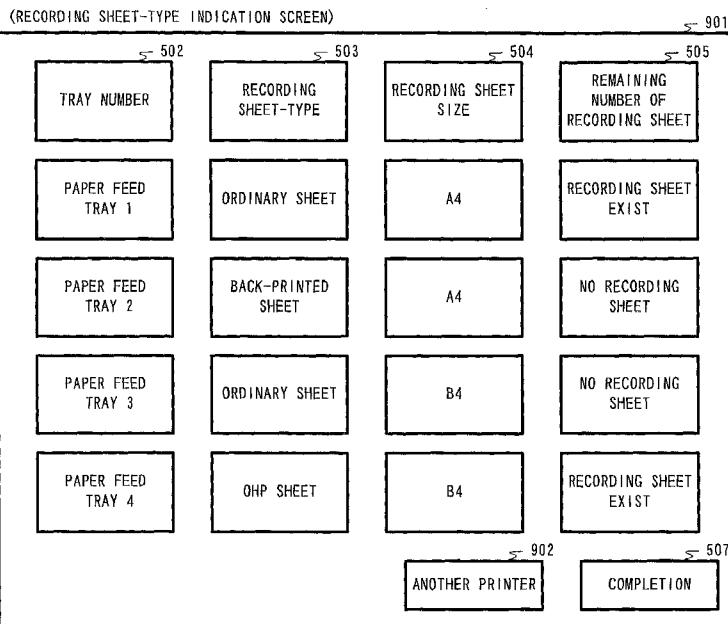 (RECORDING SHEET-TYPE INDICATION SCREEN)
901
502
503
504
505
TRAY NUMBER
RECORDING
SHEET-TYPE
RECORDING SHEET
SIZE
REMAINING
NUMBER OF
RECORDING SHEET
PAPER FEED
TRAY 1
ORDINARY SHEET
A4
RECORDING SHEET
EXIST
PAPER FEED
TRAY 2
BACK-PRINTED
SHEET
A4
NO RECORDING
SHEET
PAPER FEED
TRAY 3
ORDINARY SHEET
B4
NO RECORDING
SHEET
PAPER FEED
TRAY 4
OHP SHEET
B4
RECORDING SHEET
EXIST
902
507
ANOTHER PRINTER
COMPLETION